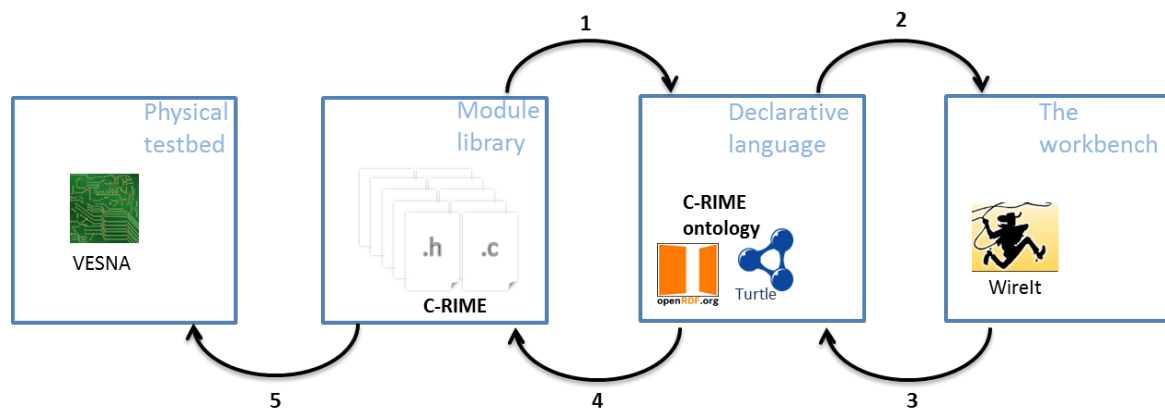 1
2
Physical
testbed
VESNA
Module
library
.h
.c
C-RIME
Declarative
language
C-RIME
ontology
openRDF.org
Turtle
The
workbench
WireIt
5
4
3